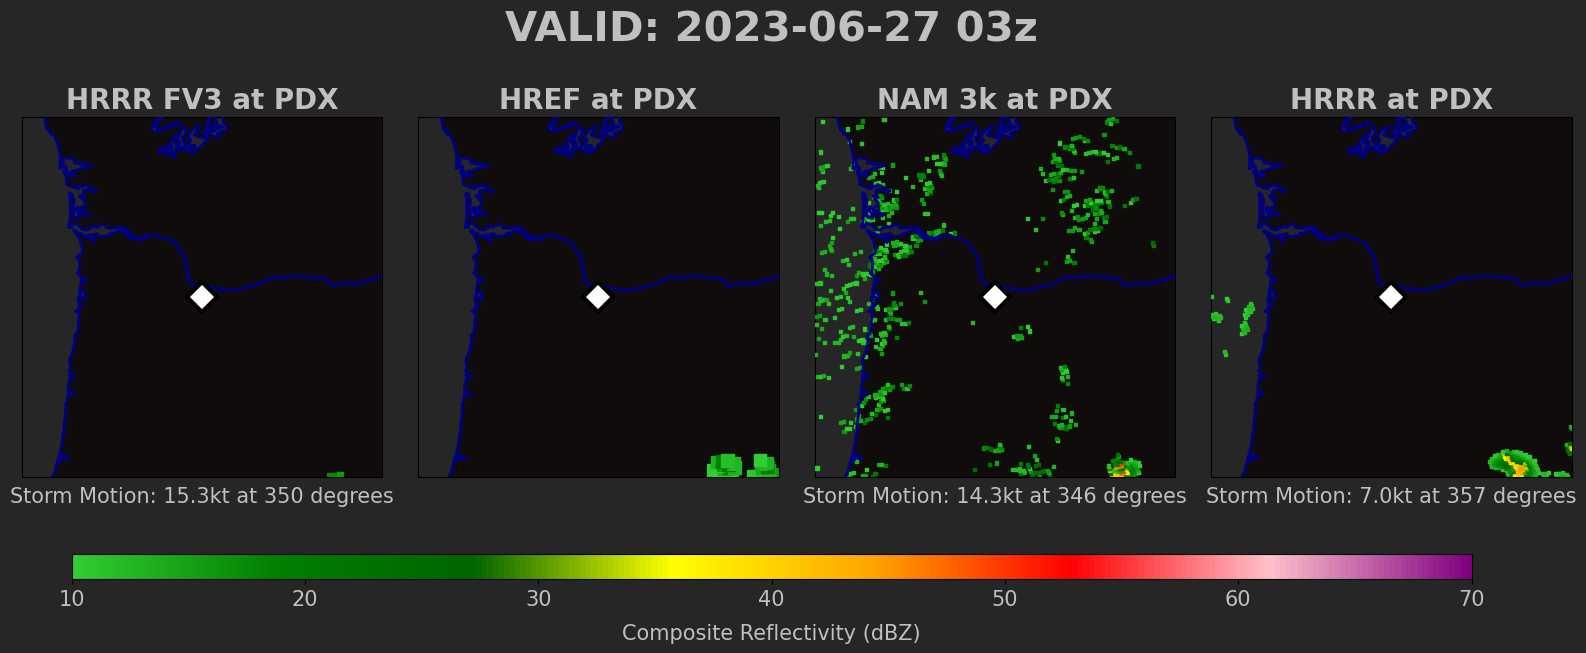 VALID: 2023-06-27 03z
HRRR FV3 at PDX
HREF at PDX
NAM 3k at PDX
HRRR at PDX
Storm Motion: 15.3kt at 350 degrees
Storm Motion: 14.3kt at 346 degrees
Storm Motion: 7.0kt at 357 degrees
10 20 30 40 50 60 70
Composite Reflectivity (dBZ)